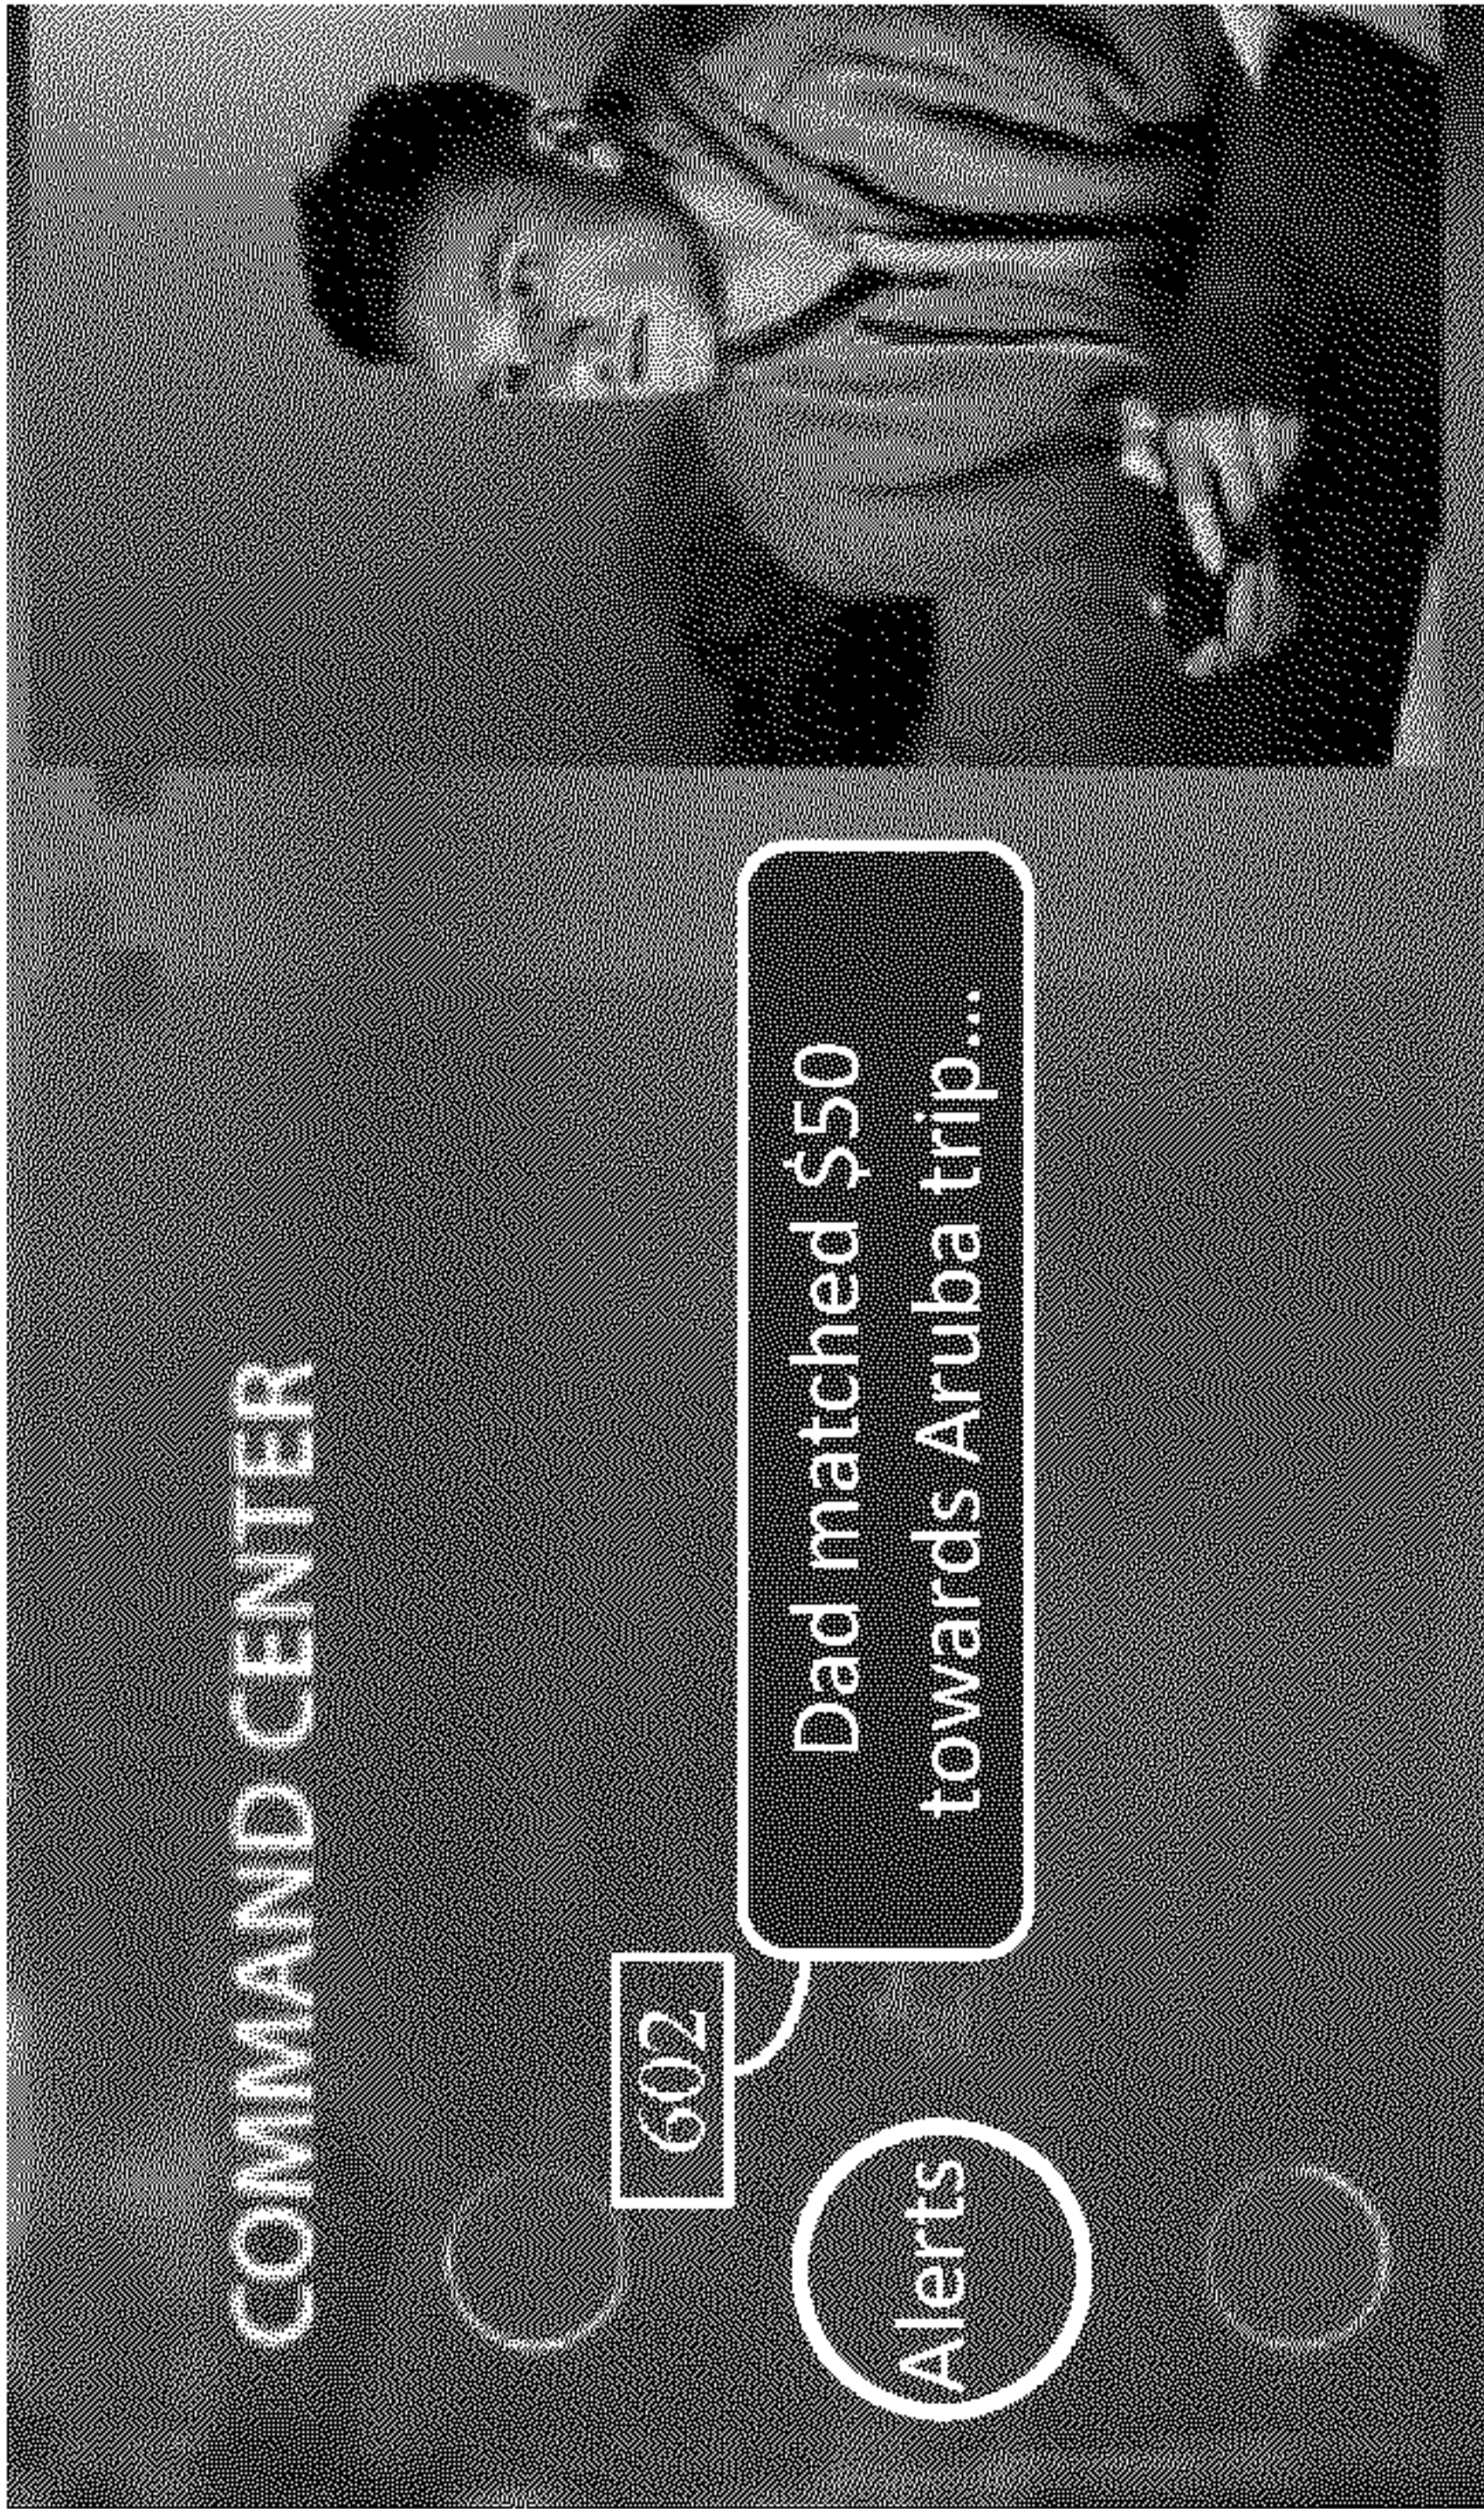 COMMAND CENTER
602
Dad matched $50
towards Aruba trip...
Alerts